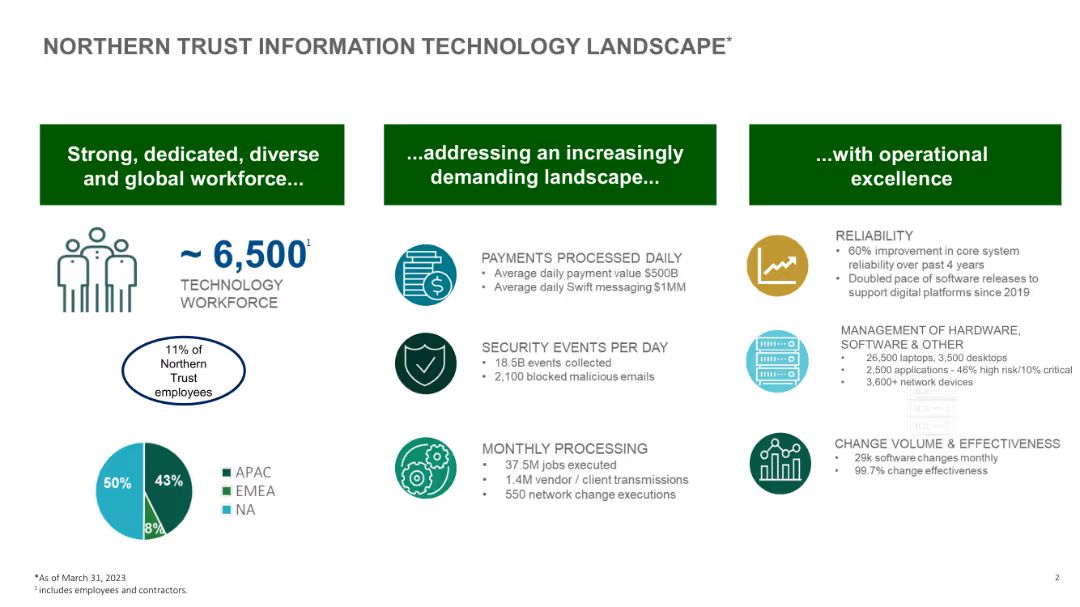 NORTHERN TRUST INFORMATION TECHNOLOGY LANDSCAPE*
Strong, dedicated, diverse
and global workforce...
~ 6,500¹
TECHNOLOGY
WORKFORCE
11% of
Northern
Trust
employees
50%
43%
8%
APAC
EMEA
NA
...addressing an increasingly
demanding landscape...
PAYMENTS PROCESSED DAILY
• Average daily payment value $500B
• Average daily Swift messaging $1MM
SECURITY EVENTS PER DAY
• 18.5B events collected
• 2,100 blocked malicious emails
MONTHLY PROCESSING
• 37.5M jobs executed
• 1.4M vendor / client transmissions
• 550 network change executions
...with operational
excellence
RELIABILITY
• 60% improvement in core system
reliability over past 4 years
• Doubled pace of software releases to
support digital platforms since 2019
MANAGEMENT OF HARDWARE,
SOFTWARE & OTHER
• 26,500 laptops, 3,500 desktops
• 2,500 applications - 46% high risk/10% critical
• 3,600+ network devices
CHANGE VOLUME & EFFECTIVENESS
• 29k software changes monthly
• 99.7% change effectiveness
*As of March 31, 2023
¹ includes employees and contractors.
2